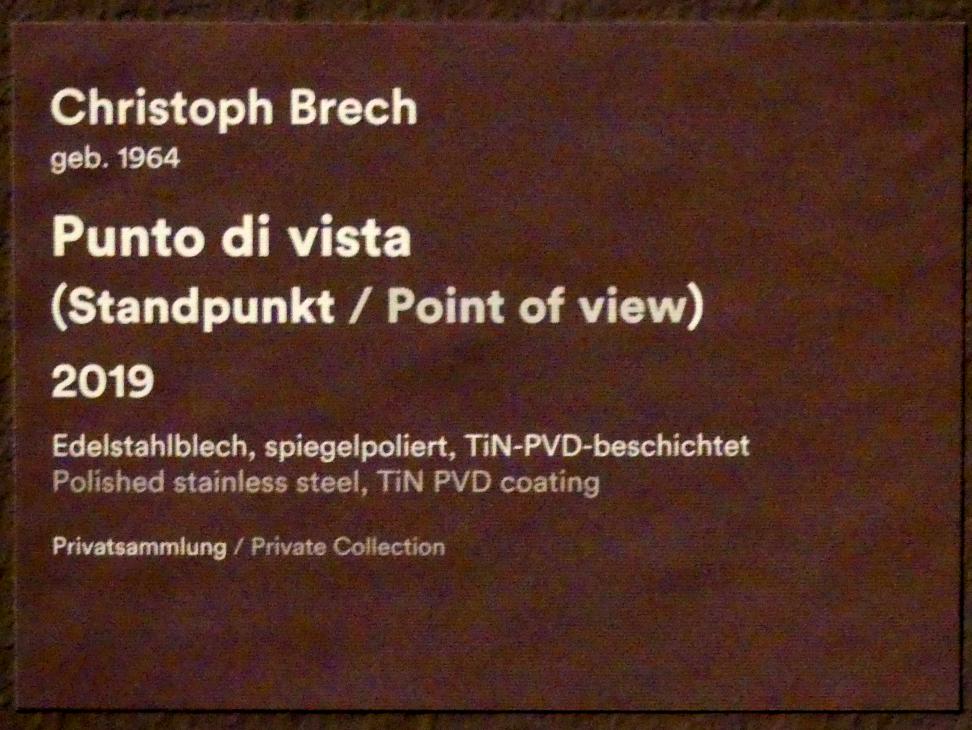 Christoph Brech
geb. 1964
Punto di vista
(Standpunkt / Point of view)
2019
Edelstahlblech, spiegelpoliert, TiN-PVD-beschichtet
Polished stainless steel, TiN PVD coating
Privatsammlung / Private Collection